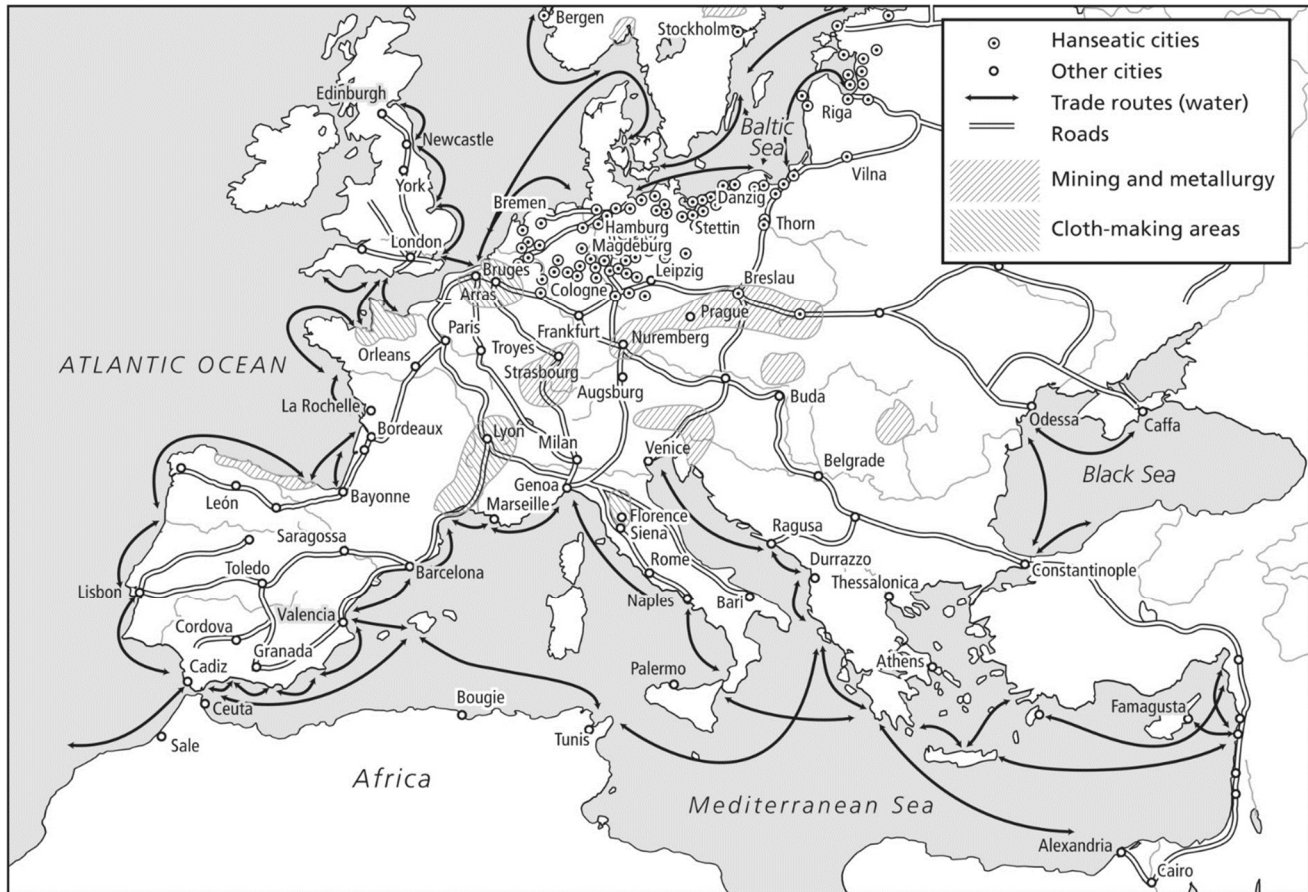 Bergen
Stockholm
Hanseatic cities
Other cities
Trade routes (water)
Roads
Mining and metallurgy
Cloth-making areas
Edinburgh
Newcastle
York
London
Riga
Baltic
Sea
Vilna
Bremen
Danzig
Hamburg
Stettin
Thorn
Magdeburg
Bruges
Leipzig
Arras
Cologne
Breslau
Prague
Paris
Frankfurt
Nuremberg
ATLANTIC OCEAN
Orleans
Troyes
Strasbourg
Augsburg
Buda
La Rochelle
Bordeaux
Odessa
Caffa
Lyon
Milan
Venice
Belgrade
Black Sea
León
Bayonne
Genoa
Marseille
Florence
Siena
Ragusa
Saragossa
Rome
Durrazzo
Constantinople
Toledo
Barcelona
Thessalonica
Lisbon
Naples
Bari
Valencia
Cordova
Granada
Athens
Cadiz
Palermo
Ceuta
Bougie
Famagusta
Sale
Tunis
Africa
Mediterranean Sea
Alexandria
Cairo